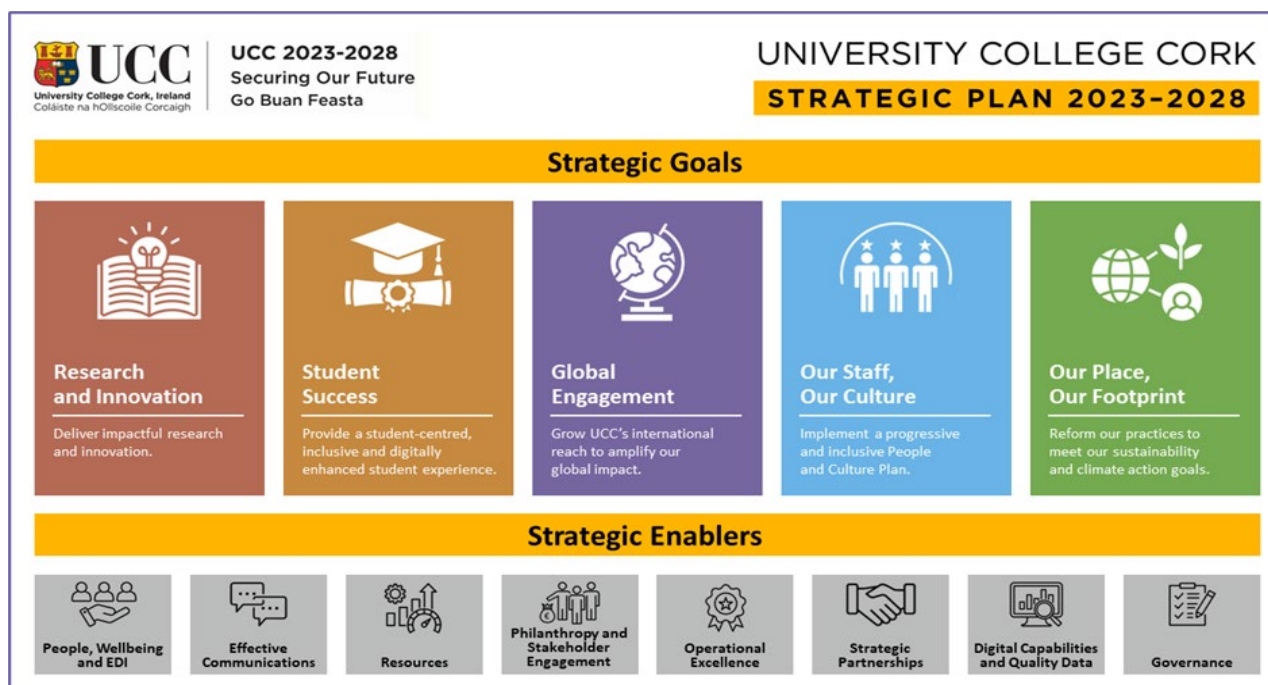 UCC
University College Cork, Ireland
Coláiste na hOllscoile Corcaigh
UCC 2023-2028
Securing Our Future
Go Buan Feasta
UNIVERSITY COLLEGE CORK
STRATEGIC PLAN 2023–2028
Strategic Goals
Research
and Innovation
Deliver impactful research
and innovation.
Student
Success
Provide a student-centred,
inclusive and digitally
enhanced student experience.
Global
Engagement
Grow UCC's international
reach to amplify our
global impact.
Our Staff,
Our Culture
Implement a progressive
and inclusive People
and Culture Plan.
Our Place,
Our Footprint
Reform our practices to
meet our sustainability
and climate action goals.
Strategic Enablers
People, Wellbeing
and EDI
Effective
Communications
Resources
€
Philanthropy and
Stakeholder
Engagement
Operational
Excellence
Strategic
Partnerships
Digital Capabilities
and Quality Data
Governance